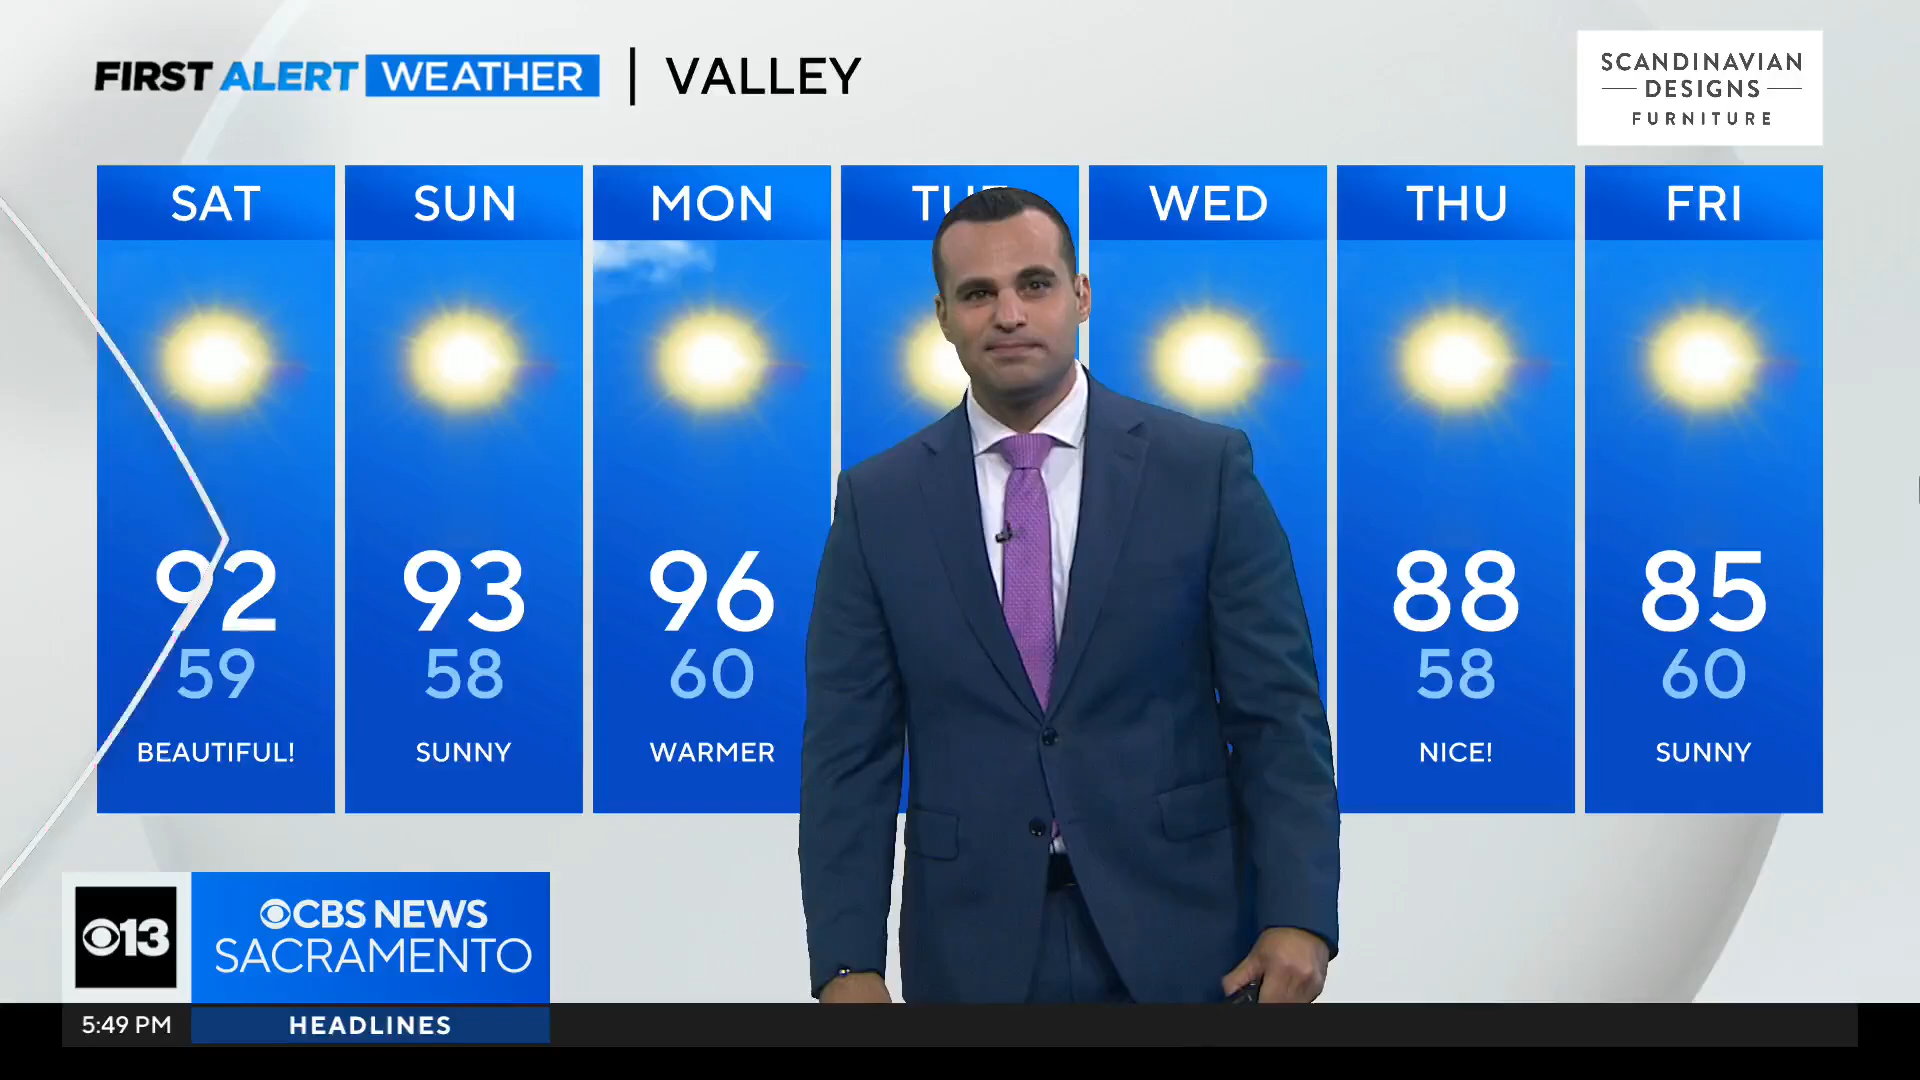 FIRST ALERT WEATHER | VALLEY
SCANDINAVIAN
DESIGNS
FURNITURE
SAT
92
59
BEAUTIFUL!
SUN
93
58
SUNNY
MON
96
60
WARMER
WED
THU
88
58
NICE!
FRI
85
60
SUNNY
13
CBS NEWS
SACRAMENTO
5:49 PM
HEADLINES